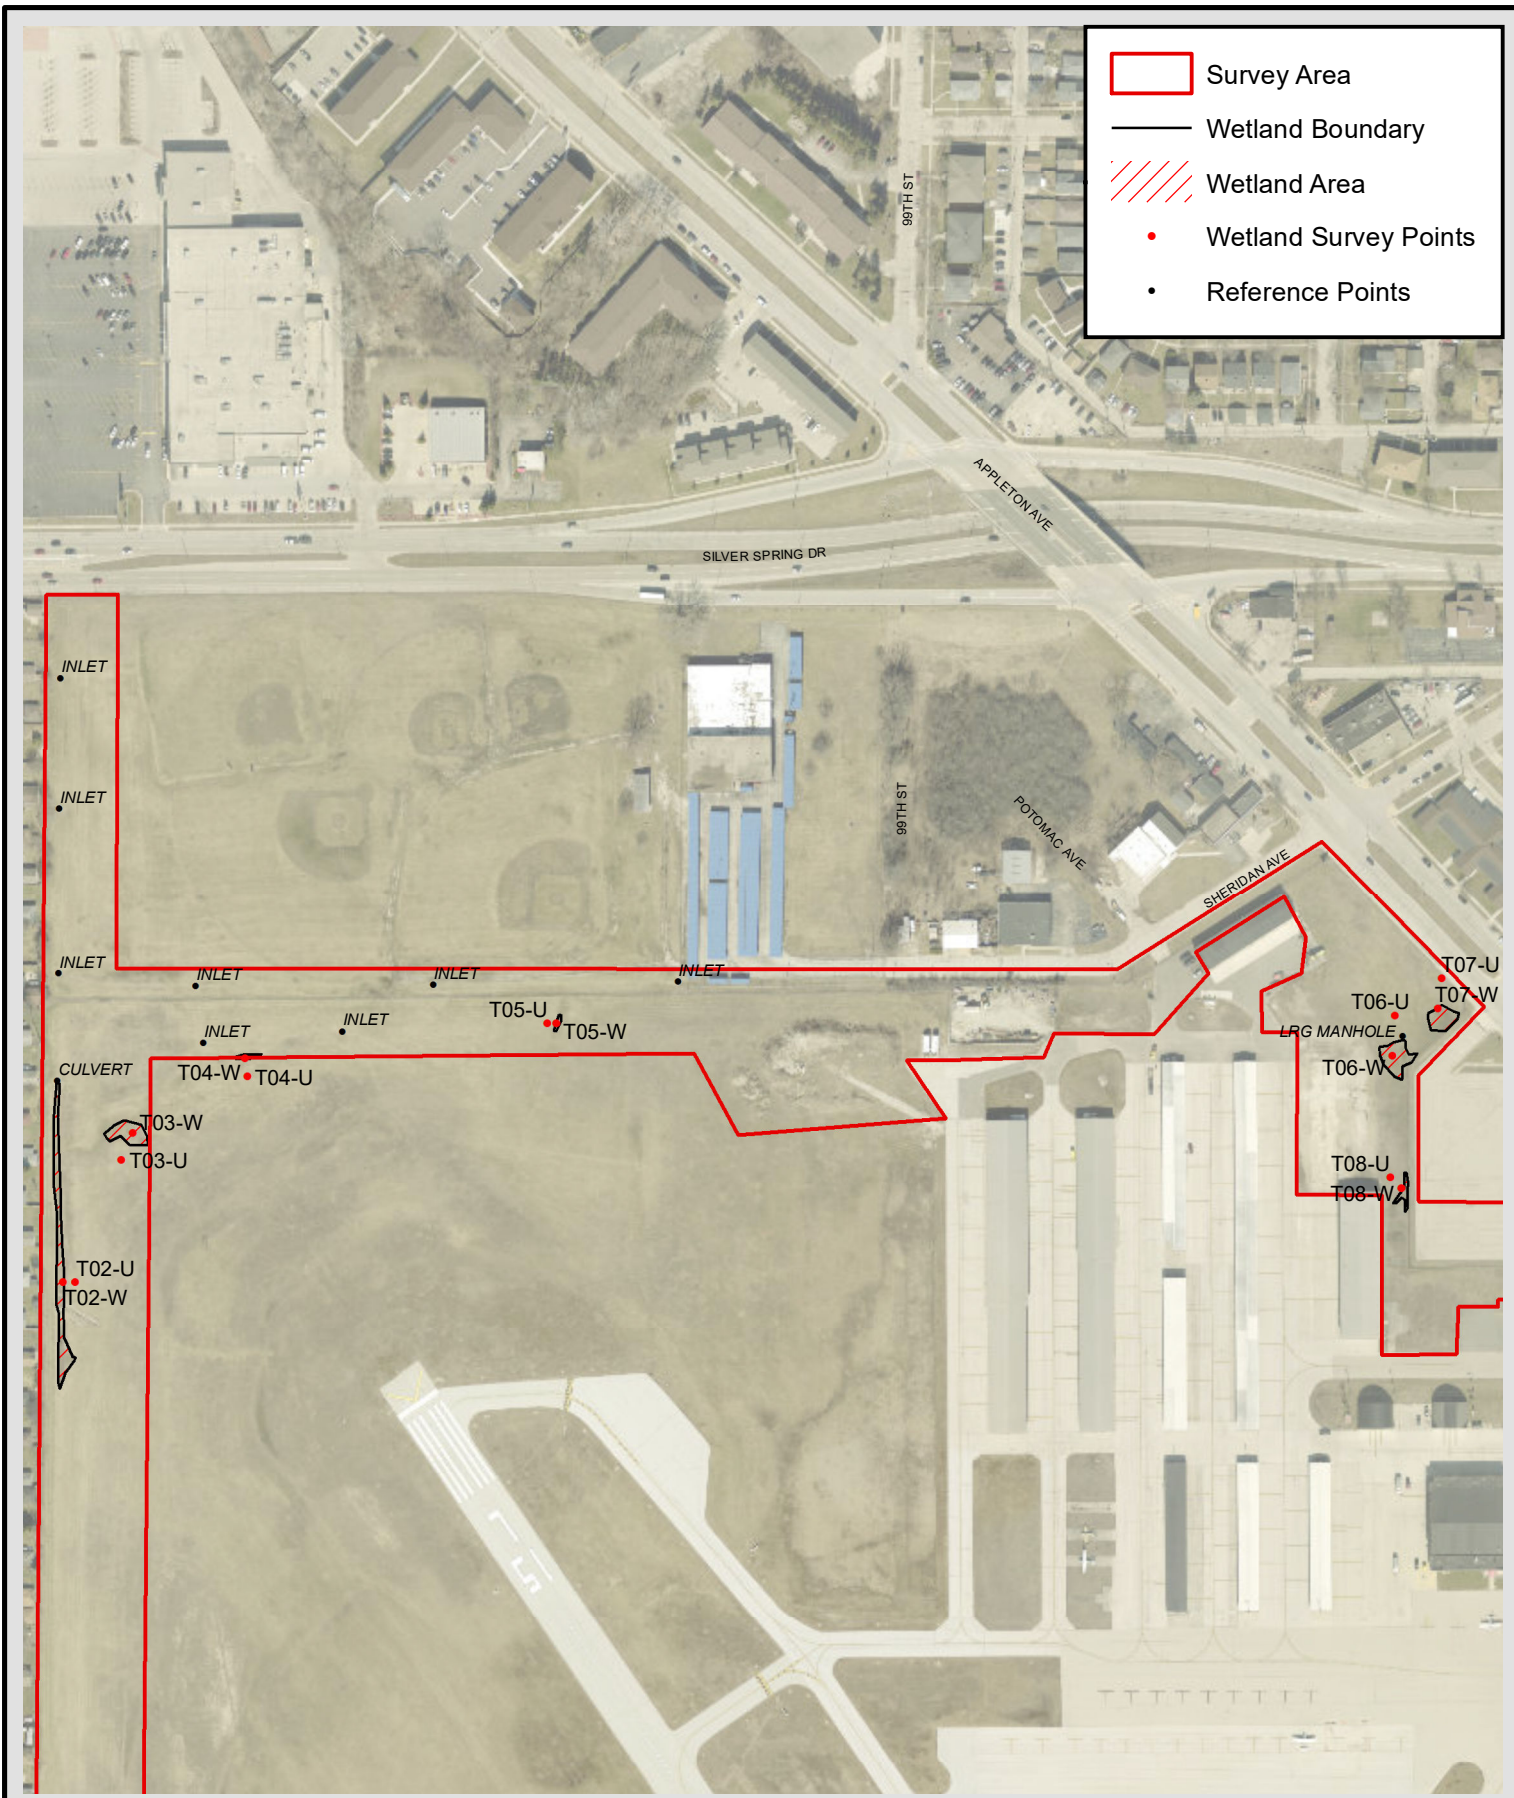 Survey Area
Wetland Boundary
Wetland Area
Wetland Survey Points
Reference Points
99TH ST
APPLETON AVE
SILVER SPRING DR
INLET
INLET
99TH ST
POTOMAC AVE
SHERIDAN AVE
INLET
INLET
INLET
INLET
T07-U
T07-W
T06-U
T05-U
T05-W
INLET
INLET
LRG MANHOLE
T06-W
T04-W
T04-U
CULVERT
T03-W
T03-U
T08-U
T08-W
T02-U
T02-W
15